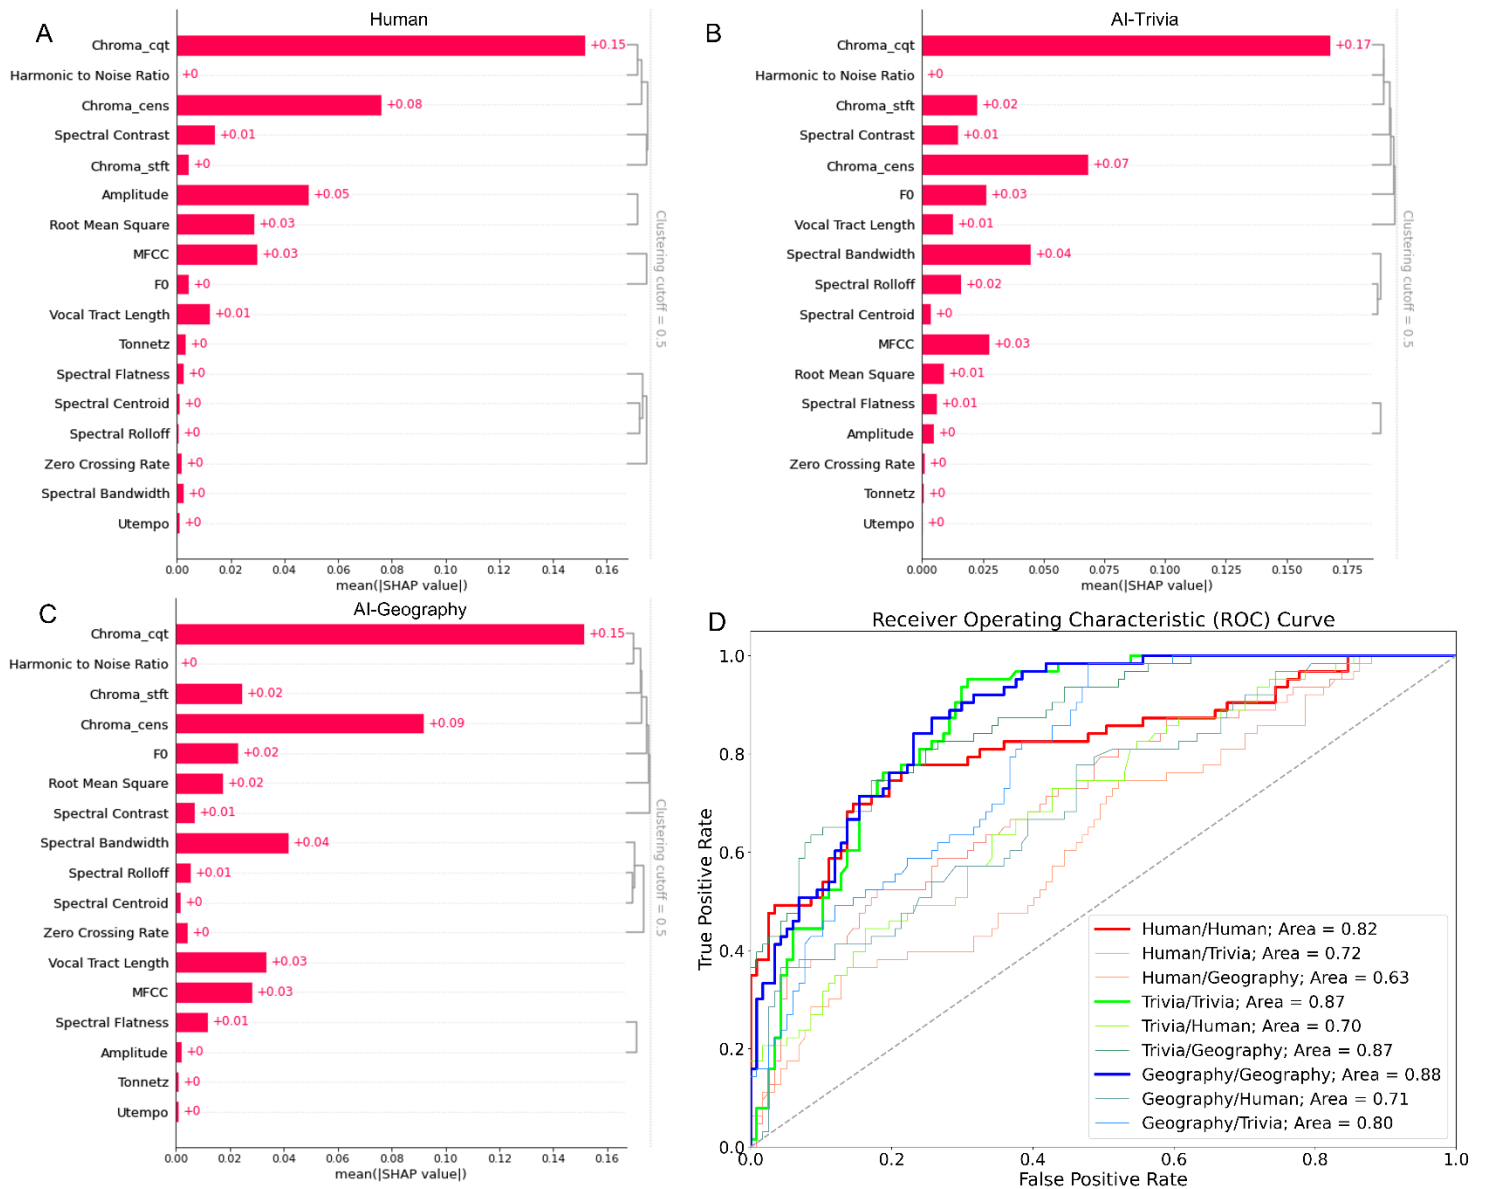 A
Human
Chroma_cqt +0.15
Harmonic to Noise Ratio +0
Chroma_cens +0.08
Spectral Contrast +0.01
Chroma_stft +0
Amplitude +0.05
Root Mean Square +0.03
MFCC +0.03
F0 +0
Vocal Tract Length +0.01
Tonnetz +0
Spectral Flatness +0
Spectral Centroid +0
Spectral Rolloff +0
Zero Crossing Rate +0
Spectral Bandwidth +0
Utempo +0
Clustering cutoff = 0.5
0.00 0.02 0.04 0.06 0.08 0.10 0.12 0.14 0.16
mean(|SHAP value|)
B
AI-Trivia
Chroma_cqt +0.17
Harmonic to Noise Ratio +0
Chroma_stft +0.02
Spectral Contrast +0.01
Chroma_cens +0.07
F0 +0.03
Vocal Tract Length +0.01
Spectral Bandwidth +0.04
Spectral Rolloff +0.02
Spectral Centroid +0
MFCC +0.03
Root Mean Square +0.01
Spectral Flatness +0.01
Amplitude +0
Zero Crossing Rate +0
Tonnetz +0
Utempo +0
Clustering cutoff = 0.5
0.000 0.025 0.050 0.075 0.100 0.125 0.150 0.175
mean(|SHAP value|)
C
AI-Geography
Chroma_cqt +0.15
Harmonic to Noise Ratio +0
Chroma_stft +0.02
Chroma_cens +0.09
F0 +0.02
Root Mean Square +0.02
Spectral Contrast +0.01
Spectral Bandwidth +0.04
Spectral Rolloff +0.01
Spectral Centroid +0
Zero Crossing Rate +0
Vocal Tract Length +0.03
MFCC +0.03
Spectral Flatness +0.01
Amplitude +0
Tonnetz +0
Utempo +0
Clustering cutoff = 0.5
0.00 0.02 0.04 0.06 0.08 0.10 0.12 0.14 0.16
mean(|SHAP value|)
D
Receiver Operating Characteristic (ROC) Curve
True Positive Rate
1.0
0.8
0.6
0.4
0.2
0.0
Human/Human; Area = 0.82
Human/Trivia; Area = 0.72
Human/Geography; Area = 0.63
Trivia/Trivia; Area = 0.87
Trivia/Human; Area = 0.70
Trivia/Geography; Area = 0.87
Geography/Geography; Area = 0.88
Geography/Human; Area = 0.71
Geography/Trivia; Area = 0.80
0.0 0.2 0.4 0.6 0.8 1.0
False Positive Rate